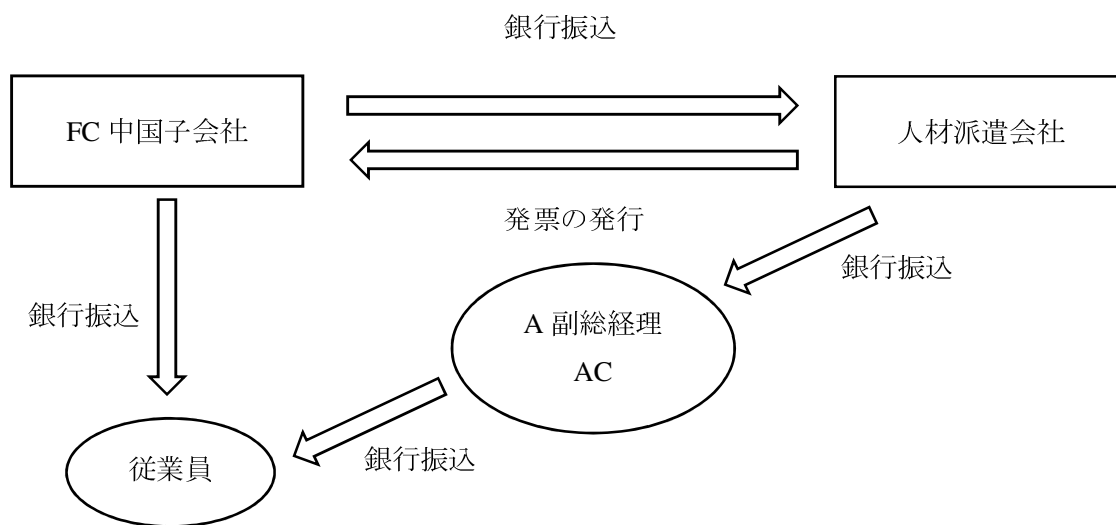 銀行振込
FC 中国子会社
人材派遣会社
発票の発行
銀行振込
銀行振込
A 副総経理
AC
銀行振込
従業員